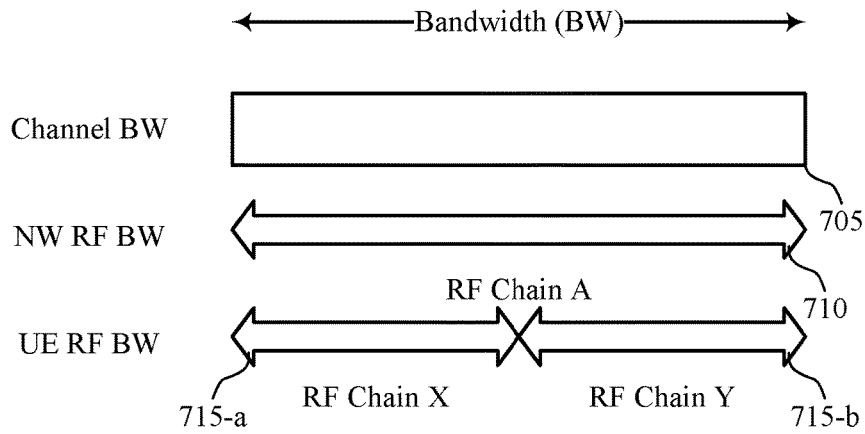 Bandwidth (BW)
Channel BW
705
NW RF BW
710
RF Chain A
UE RF BW
715-a
RF Chain X
RF Chain Y
715-b